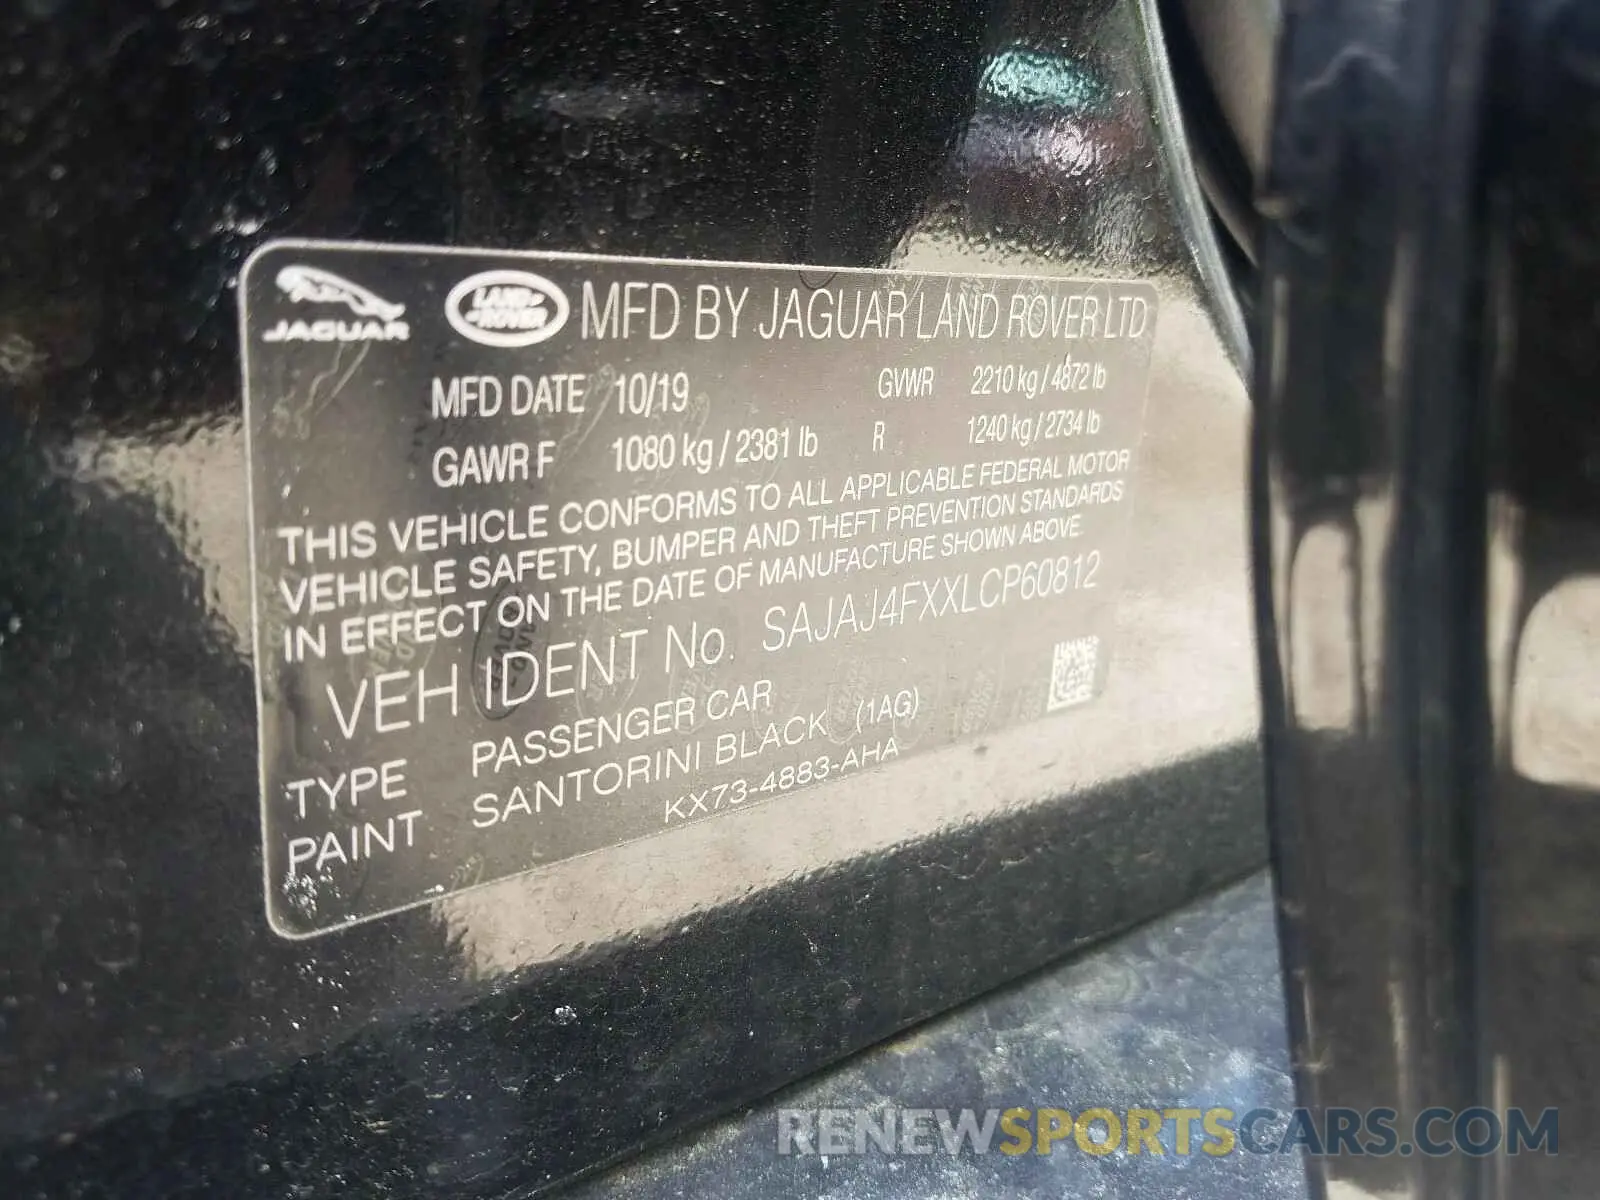 JAGUAR LAND ROVER MFD BY JAGUAR LAND ROVER LTD
MFD DATE 10/19 GVWR 2210 kg / 4872 lb
GAWR F 1080 kg / 2381 lb R 1240 kg / 2734 lb
THIS VEHICLE CONFORMS TO ALL APPLICABLE FEDERAL MOTOR
VEHICLE SAFETY, BUMPER AND THEFT PREVENTION STANDARDS
IN EFFECT ON THE DATE OF MANUFACTURE SHOWN ABOVE.
VEH IDENT No. SAJAJ4FXXLCP60812
TYPE PASSENGER CAR
PAINT SANTORINI BLACK (1AG)
KX73-4883-AHA
RENEWSPORTSCARS.COM